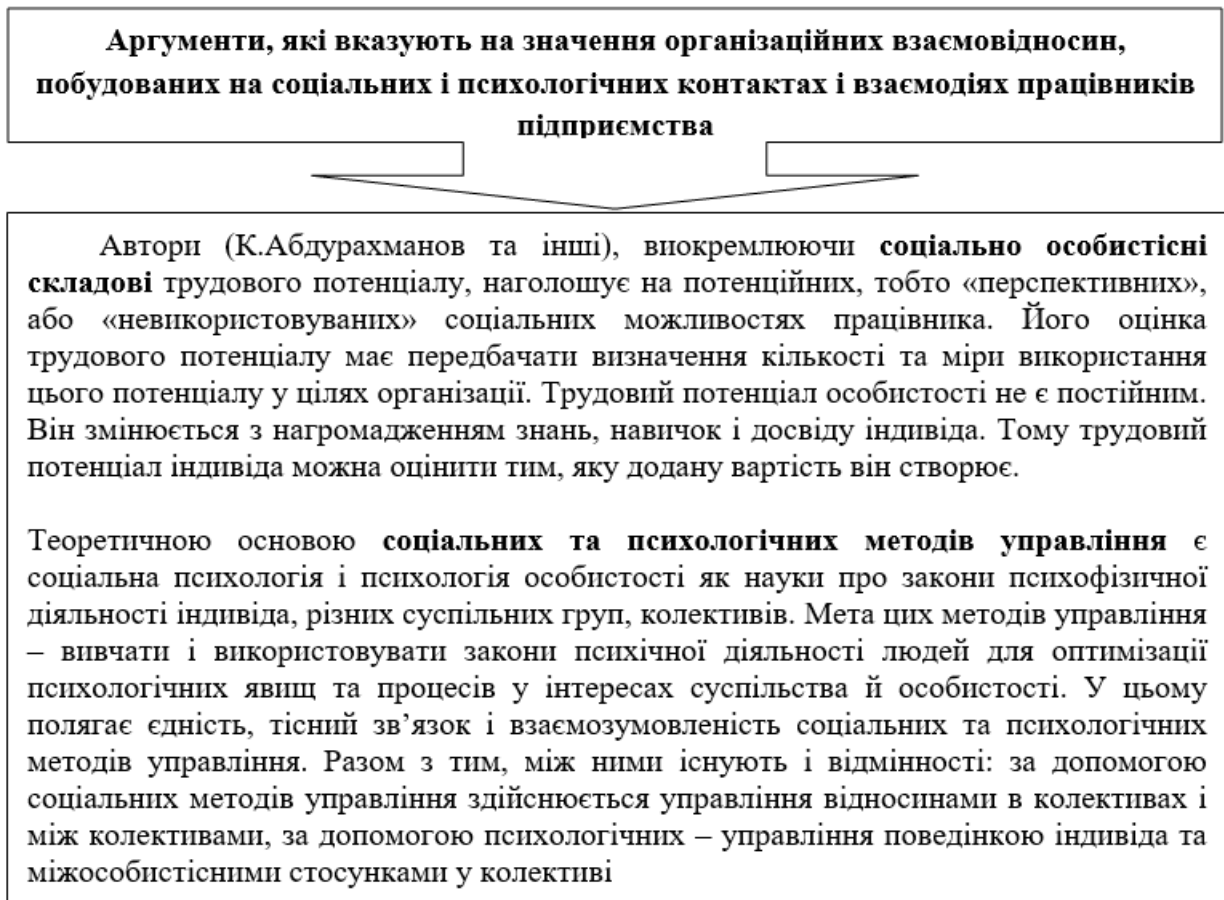 Аргументи, які вказують на значення організаційних взаємовідносин,
побудованих на соціальних і психологічних контактах і взаємодіях працівників
підприємства
Автори (К.Абдурахманов та інші), виокремлюючи соціально особистісні
складові трудового потенціалу, наголошує на потенційних, тобто «перспективних»,
або «невикористовуваних» соціальних можливостях працівника. Його оцінка
трудового потенціалу має передбачати визначення кількості та міри використання
цього потенціалу у цілях організації. Трудовий потенціал особистості не є постійним.
Він змінюється з нагромадженням знань, навичок і досвіду індивіда. Тому трудовий
потенціал індивіда можна оцінити тим, яку додану вартість він створює.
Теоретичною основою соціальних та психологічних методів управління є
соціальна психологія і психологія особистості як науки про закони психофізичної
діяльності індивіда, різних суспільних груп, колективів. Мета цих методів управління
– вивчати і використовувати закони психічної діяльності людей для оптимізації
психологічних явищ та процесів у інтересах суспільства й особистості. У цьому
полягає єдність, тісний зв’язок і взаємозумовленість соціальних та психологічних
методів управління. Разом з тим, між ними існують і відмінності: за допомогою
соціальних методів управління здійснюється управління відносинами в колективах і
між колективами, за допомогою психологічних – управління поведінкою індивіда та
міжособистісними стосунками у колективі